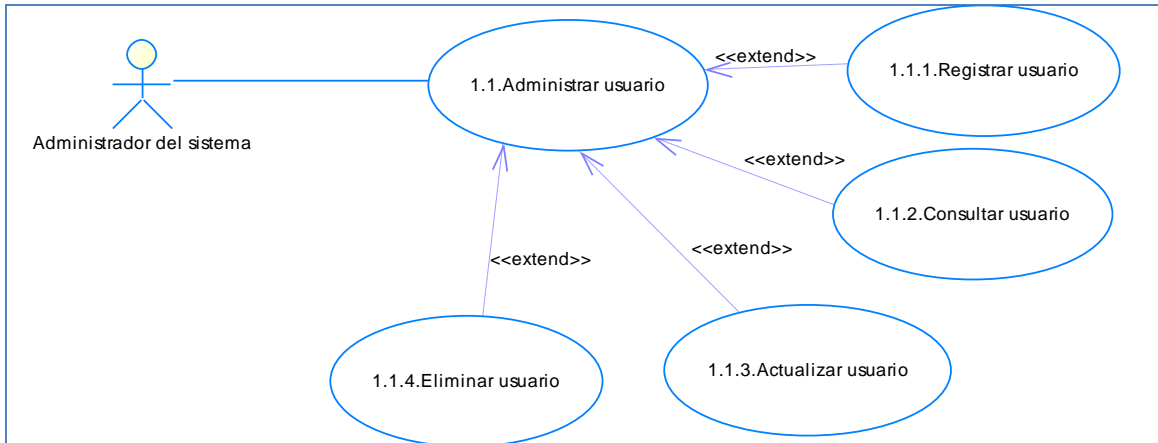 <<extend>>
1.1.Administrar usuario
1.1.1.Registrar usuario
Administrador del sistema
<<extend>>
1.1.2.Consultar usuario
<<extend>>
<<extend>>
1.1.4.Eliminar usuario
1.1.3.Actualizar usuario